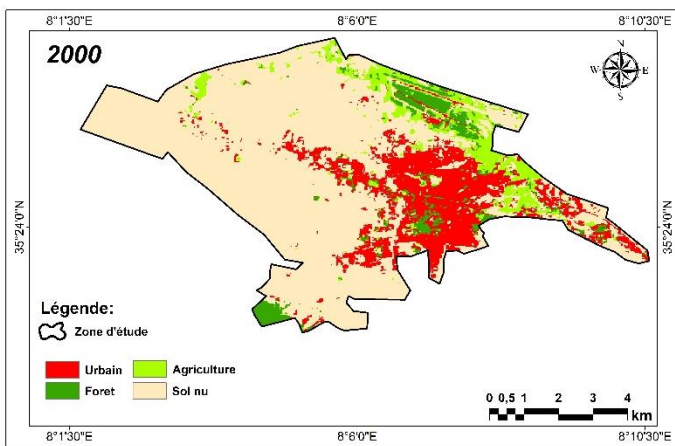 8°1'30"E 8°6'0"E 8°10'30"E
2000
N
W E
S
35°24'0"N 35°24'0"N
Légende:
Zone d'étude
Urbain Agriculture
Foret Sol nu
0 0,5 1 2 3 4
km
8°1'30"E 8°6'0"E 8°10'30"E